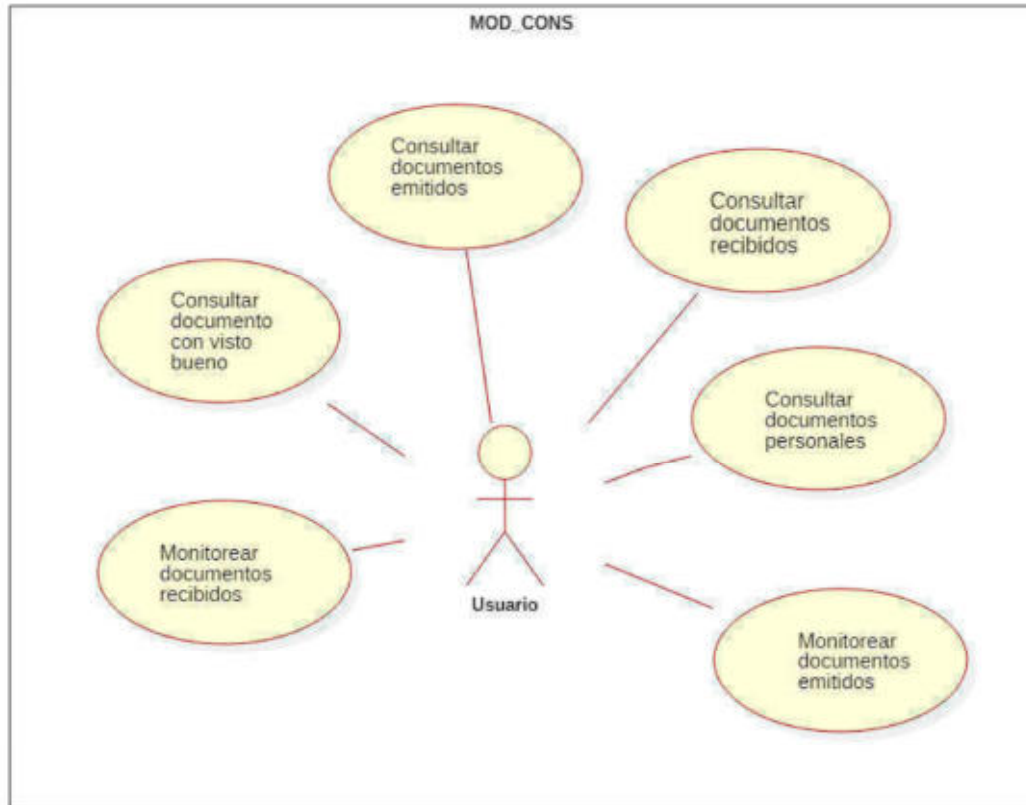 MOD_CONS
Consultar
documentos
emitidos
Consultar
documentos
recibidos
Consultar
documento
con visto
bueno
Consultar
documentos
personales
Monitorear
documentos
recibidos
Usuario
Monitorear
documentos
emitidos